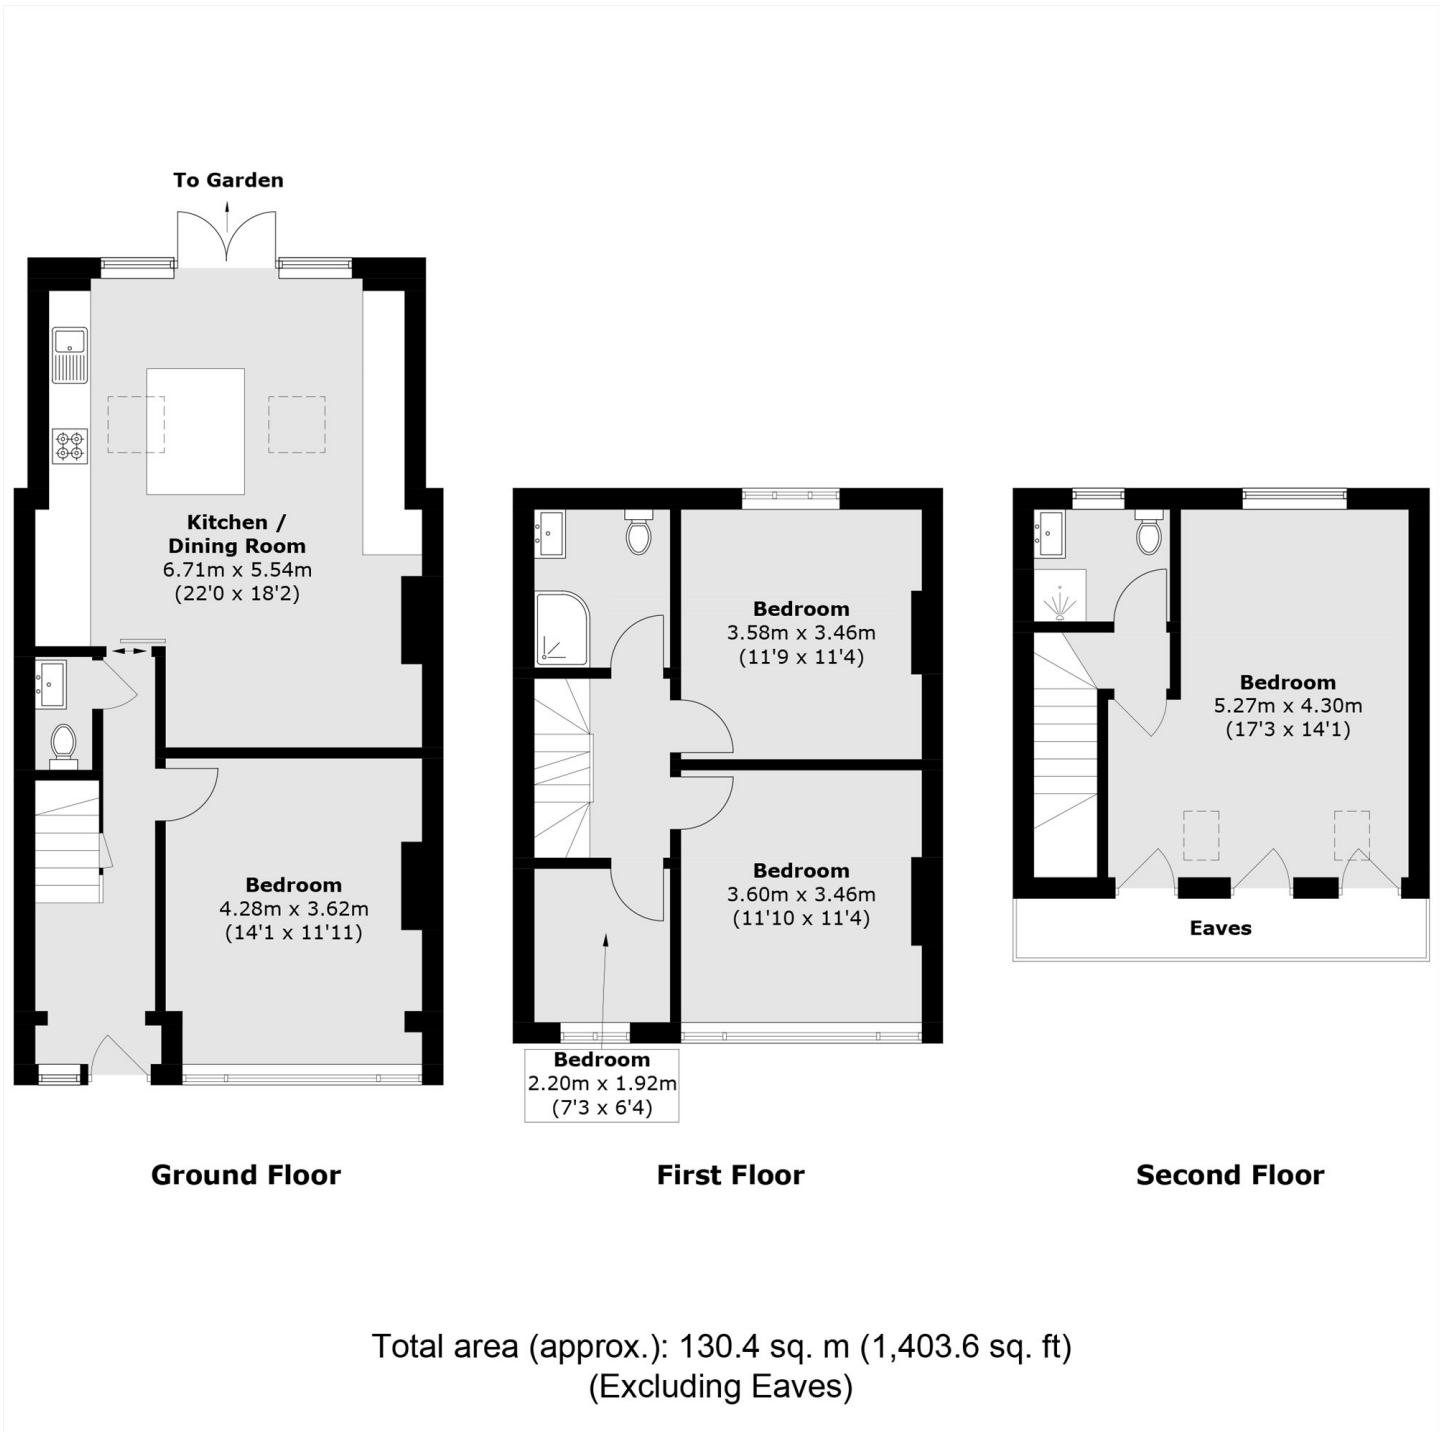 To Garden
Kitchen /
Dining Room
6.71m x 5.54m
(22'0 x 18'2)
Bedroom
4.28m x 3.62m
(14'1 x 11'11)
Ground Floor
Bedroom
3.58m x 3.46m
(11'9 x 11'4)
Bedroom
3.60m x 3.46m
(11'10 x 11'4)
Bedroom
2.20m x 1.92m
(7'3 x 6'4)
First Floor
Bedroom
5.27m x 4.30m
(17'3 x 14'1)
Eaves
Second Floor
Total area (approx.): 130.4 sq. m (1,403.6 sq. ft)
(Excluding Eaves)